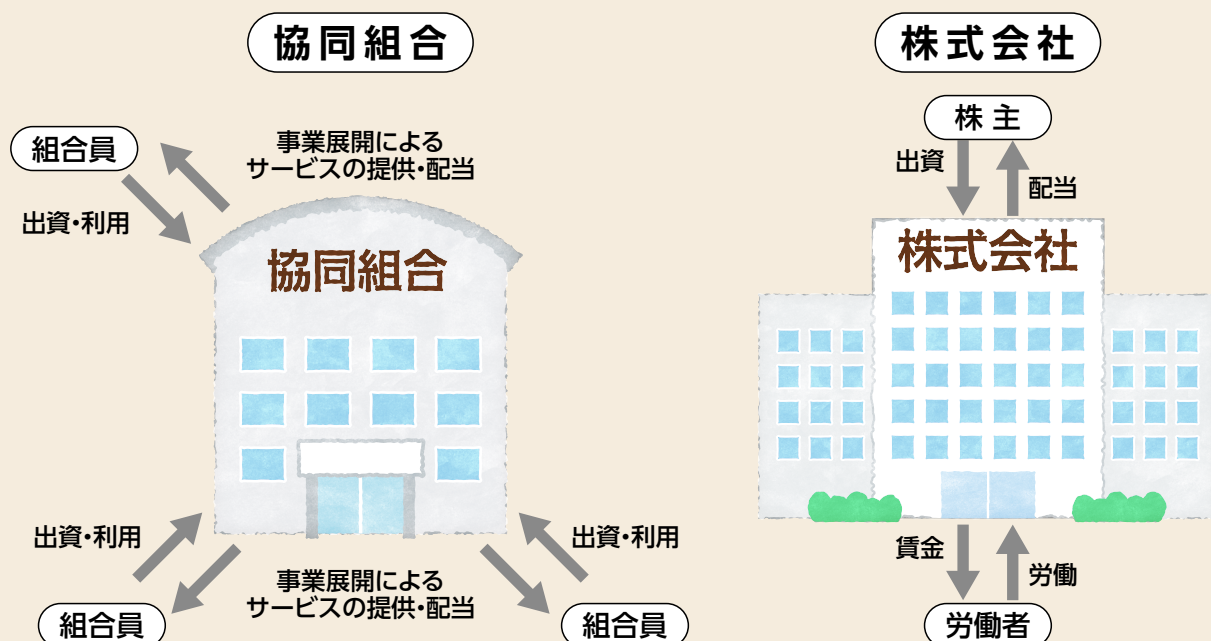 協同組合
組合員
事業展開による
サービスの提供・配当
出資・利用
協同組合
出資・利用
出資・利用
事業展開による
サービスの提供・配当
組合員
組合員
株式会社
株主
出資
配当
株式会社
賃金
労働
労働者